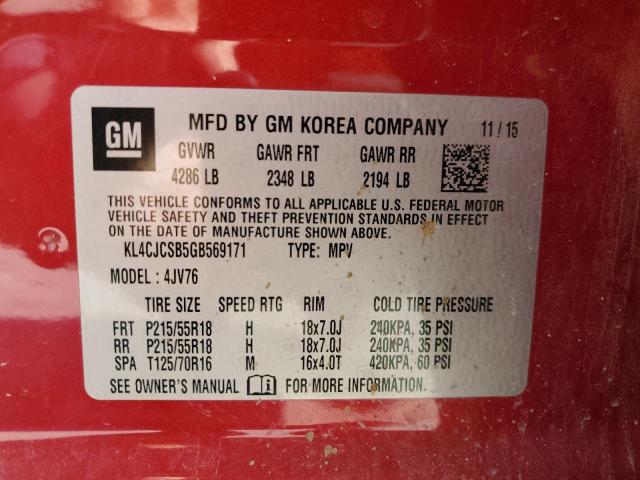 GM MFD BY GM KOREA COMPANY 11/15
GVWR GAWR FRT GAWR RR
4286 LB 2348 LB 2194 LB
THIS VEHICLE CONFORMS TO ALL APPLICABLE U.S. FEDERAL MOTOR
VEHICLE SAFETY AND THEFT PREVENTION STANDARDS IN EFFECT
ON THE DATE OF MANUFACTURE SHOWN ABOVE.
KL4CJCSB5GB569171 TYPE: MPV
MODEL : 4JV76
TIRE SIZE SPEED RTG RIM COLD TIRE PRESSURE
FRT P215/55R18 H 18x7.0J 240KPA, 35 PSI
RR P215/55R18 H 18x7.0J 240KPA, 35 PSI
SPA T125/70R16 M 16x4.0T 420KPA, 60 PSI
SEE OWNER'S MANUAL FOR MORE INFORMATION.